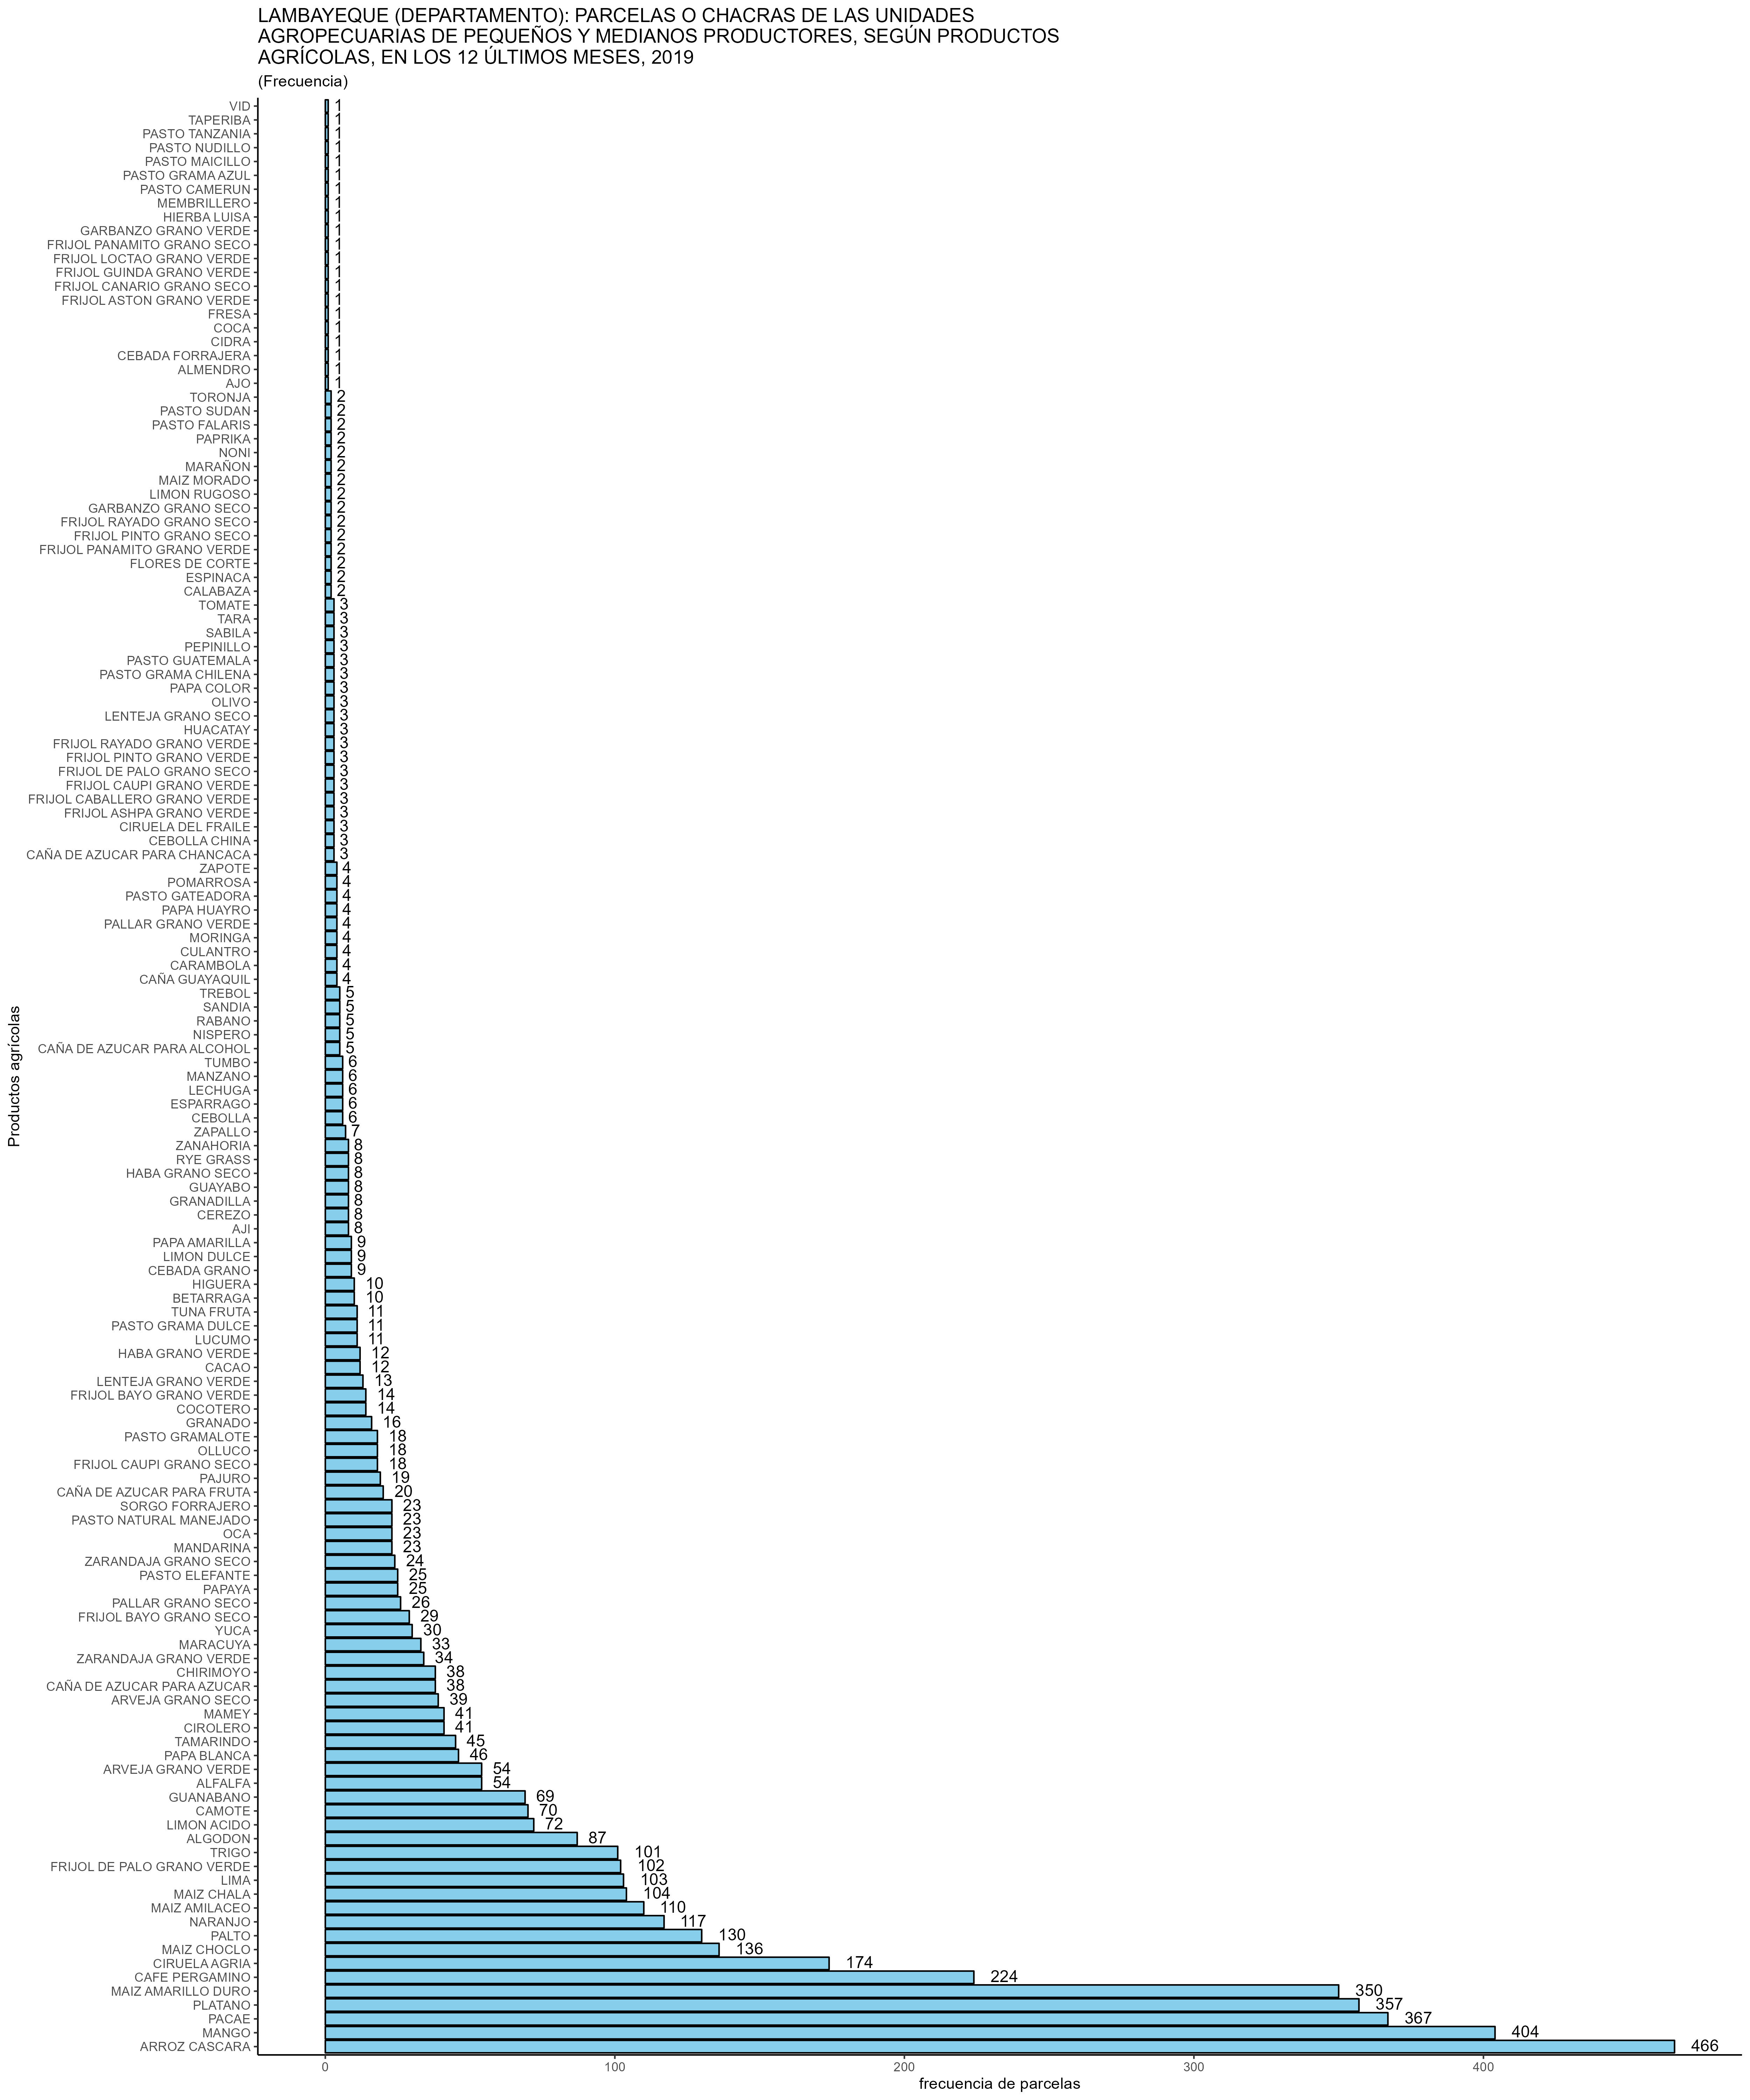 LAMBAYEQUE (DEPARTAMENTO): PARCELAS O CHACRAS DE LAS UNIDADES
AGROPECUARIAS DE PEQUEÑOS Y MEDIANOS PRODUCTORES, SEGÚN PRODUCTOS
AGRÍCOLAS, EN LOS 12 ÚLTIMOS MESES, 2019
(Frecuencia)
Productos agrícolas
VID 1
TAPERIBA 1
PASTO TANZANIA 1
PASTO NUDILLO 1
PASTO MAICILLO 1
PASTO GRAMA AZUL 1
PASTO CAMERUN 1
MEMBRILLERO 1
HIERBA LUISA 1
GARBANZO GRANO VERDE 1
FRIJOL PANAMITO GRANO SECO 1
FRIJOL LOCTAO GRANO VERDE 1
FRIJOL GUINDA GRANO VERDE 1
FRIJOL CANARIO GRANO SECO 1
FRIJOL ASTON GRANO VERDE 1
FRESA 1
COCA 1
CIDRA 1
CEBADA FORRAJERA 1
ALMENDRO 1
AJO 1
TORONJA 2
PASTO SUDAN 2
PASTO FALARIS 2
PAPRIKA 2
NONI 2
MARAÑON 2
MAIZ MORADO 2
LIMON RUGOSO 2
GARBANZO GRANO SECO 2
FRIJOL RAYADO GRANO SECO 2
FRIJOL PINTO GRANO SECO 2
FRIJOL PANAMITO GRANO VERDE 2
FLORES DE CORTE 2
ESPINACA 2
CALABAZA 2
TOMATE 3
TARA 3
SABILA 3
PEPINILLO 3
PASTO GUATEMALA 3
PASTO GRAMA CHILENA 3
PAPA COLOR 3
OLIVO 3
LENTEJA GRANO SECO 3
HUACATAY 3
FRIJOL RAYADO GRANO VERDE 3
FRIJOL PINTO GRANO VERDE 3
FRIJOL DE PALO GRANO SECO 3
FRIJOL CAUPI GRANO VERDE 3
FRIJOL CABALLERO GRANO VERDE 3
FRIJOL ASHPA GRANO VERDE 3
CIRUELA DEL FRAILE 3
CEBOLLA CHINA 3
CAÑA DE AZUCAR PARA CHANCACA 3
ZAPOTE 4
POMARROSA 4
PASTO GATEADORA 4
PAPA HUAYRO 4
PALLAR GRANO VERDE 4
MORINGA 4
CULANTRO 4
CARAMBOLA 4
CAÑA GUAYAQUIL 4
TREBOL 5
SANDIA 5
RABANO 5
NISPERO 5
CAÑA DE AZUCAR PARA ALCOHOL 5
TUMBO 6
MANZANO 6
LECHUGA 6
ESPARRAGO 6
CEBOLLA 6
ZAPALLO 7
ZANAHORIA 8
RYE GRASS 8
HABA GRANO SECO 8
GUAYABO 8
GRANADILLA 8
CEREZO 8
AJI 8
PAPA AMARILLA 9
LIMON DULCE 9
CEBADA GRANO 9
HIGUERA 10
BETARRAGA 10
TUNA FRUTA 11
PASTO GRAMA DULCE 11
LUCUMO 11
HABA GRANO VERDE 12
CACAO 12
LENTEJA GRANO VERDE 13
FRIJOL BAYO GRANO VERDE 14
COCOTERO 14
GRANADO 16
PASTO GRAMALOTE 18
OLLUCO 18
FRIJOL CAUPI GRANO SECO 18
PAJURO 19
CAÑA DE AZUCAR PARA FRUTA 20
SORGO FORRAJERO 23
PASTO NATURAL MANEJADO 23
OCA 23
MANDARINA 23
ZARANDAJA GRANO SECO 24
PASTO ELEFANTE 25
PAPAYA 25
PALLAR GRANO SECO 26
FRIJOL BAYO GRANO SECO 29
YUCA 30
MARACUYA 33
ZARANDAJA GRANO VERDE 34
CHIRIMOYO 38
CAÑA DE AZUCAR PARA AZUCAR 38
ARVEJA GRANO SECO 39
MAMEY 41
CIROLERO 41
TAMARINDO 45
PAPA BLANCA 46
ARVEJA GRANO VERDE 54
ALFALFA 54
GUANABANO 69
CAMOTE 70
LIMON ACIDO 72
ALGODON 87
TRIGO 101
FRIJOL DE PALO GRANO VERDE 102
LIMA 103
MAIZ CHALA 104
MAIZ AMILACEO 110
NARANJO 117
PALTO 130
MAIZ CHOCLO 136
CIRUELA AGRIA 174
CAFE PERGAMINO 224
MAIZ AMARILLO DURO 350
PLATANO 357
PACAE 367
MANGO 404
ARROZ CASCARA 466
0 100 200 300 400
frecuencia de parcelas